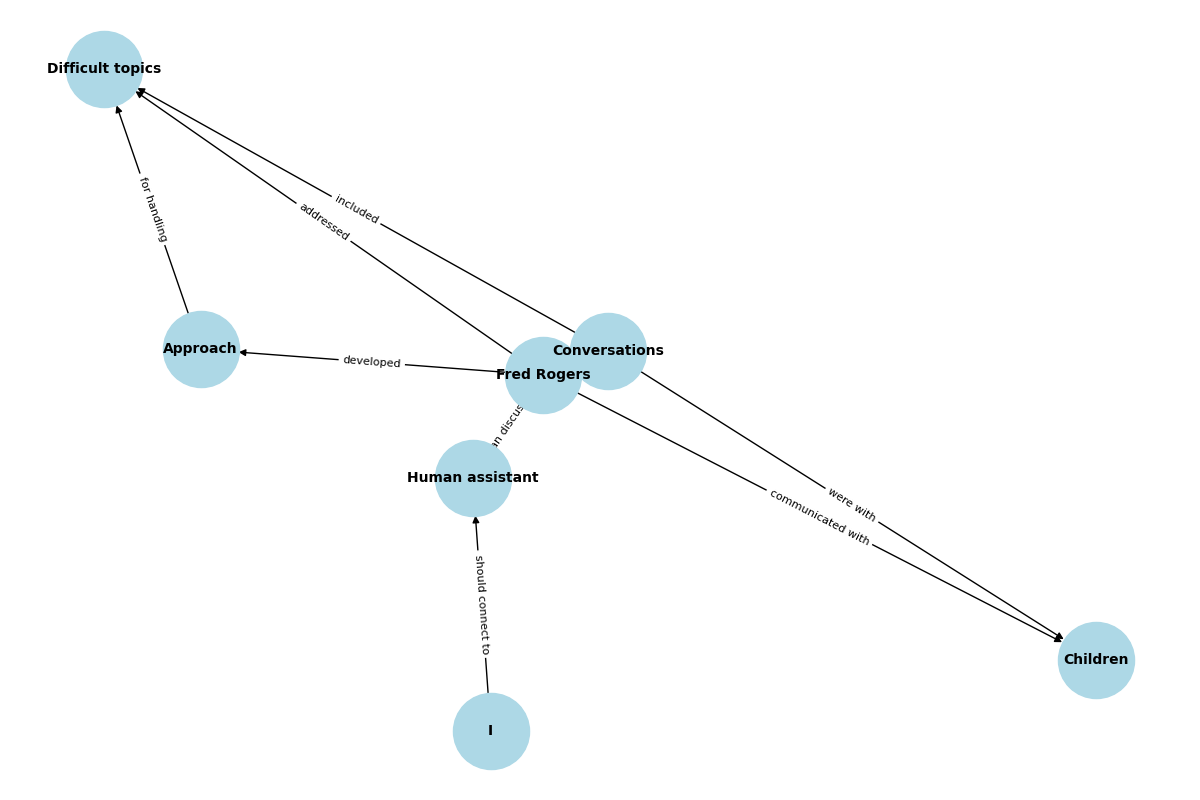 Difficult topics
included
addressed
for handling
Approach
developed
Conversations
Fred Rogers
Human assistant
were with
communicated with
should connect to
Children
I